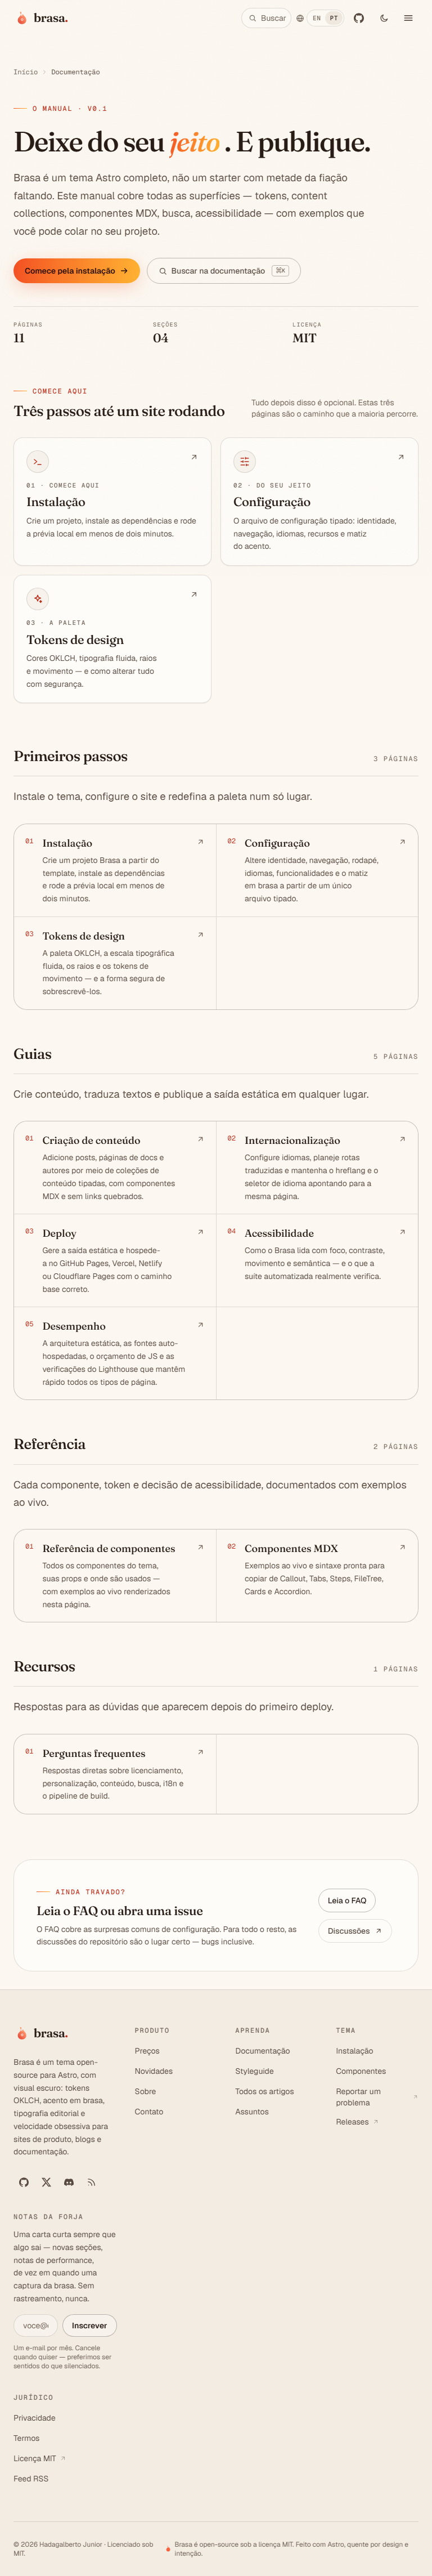 brasa.
Buscar
EN PT
Início › Documentação
O MANUAL · V0.1
Deixe do seu jeito . E publique.
Brasa é um tema Astro completo, não um starter com metade da fiação
faltando. Este manual cobre todas as superfícies — tokens, content
collections, componentes MDX, busca, acessibilidade — com exemplos que
você pode colar no seu projeto.
Comece pela instalação →
Buscar na documentação ⌘K
PÁGINAS
11
SEÇÕES
04
LICENÇA
MIT
COMECE AQUI
Três passos até um site rodando
Tudo depois disso é opcional. Estas três
páginas são o caminho que a maioria percorre.
01 · COMECE AQUI
Instalação
Crie um projeto, instale as dependências e rode
a prévia local em menos de dois minutos.
02 · DO SEU JEITO
Configuração
O arquivo de configuração tipado: identidade,
navegação, idiomas, recursos e matiz
do acento.
03 · A PALETA
Tokens de design
Cores OKLCH, tipografia fluida, raios
e movimento — e como alterar tudo
com segurança.
Primeiros passos
3 PÁGINAS
Instale o tema, configure o site e redefina a paleta num só lugar.
01 Instalação
Crie um projeto Brasa a partir do
template, instale as dependências
e rode a prévia local em menos de
dois minutos.
02 Configuração
Altere identidade, navegação, rodapé,
idiomas, funcionalidades e o matiz
em brasa a partir de um único
arquivo tipado.
03 Tokens de design
A paleta OKLCH, a escala tipográfica
fluida, os raios e os tokens de
movimento — e a forma segura de
sobrescrevê-los.
Guias
5 PÁGINAS
Crie conteúdo, traduza textos e publique a saída estática em qualquer lugar.
01 Criação de conteúdo
Adicione posts, páginas de docs e
autores por meio de coleções de
conteúdo tipadas, com componentes
MDX e sem links quebrados.
02 Internacionalização
Configure idiomas, planeje rotas
traduzidas e mantenha o hreflang e o
seletor de idioma apontando para a
mesma página.
03 Deploy
Gere a saída estática e hospede-
a no GitHub Pages, Vercel, Netlify
ou Cloudflare Pages com o caminho
base correto.
04 Acessibilidade
Como o Brasa lida com foco, contraste,
movimento e semântica — e o que a
suíte automatizada realmente verifica.
05 Desempenho
A arquitetura estática, as fontes auto-
hospedadas, o orçamento de JS e as
verificações do Lighthouse que mantêm
rápido todos os tipos de página.
Referência
2 PÁGINAS
Cada componente, token e decisão de acessibilidade, documentados com exemplos
ao vivo.
01 Referência de componentes
Todos os componentes do tema,
suas props e onde são usados —
com exemplos ao vivo renderizados
nesta página.
02 Componentes MDX
Exemplos ao vivo e sintaxe pronta para
copiar de Callout, Tabs, Steps, FileTree,
Cards e Accordion.
Recursos
1 PÁGINAS
Respostas para as dúvidas que aparecem depois do primeiro deploy.
01 Perguntas frequentes
Respostas diretas sobre licenciamento,
personalização, conteúdo, busca, i18n e
o pipeline de build.
AINDA TRAVADO?
Leia o FAQ ou abra uma issue
O FAQ cobre as surpresas comuns de configuração. Para todo o resto, as
discussões do repositório são o lugar certo — bugs inclusive.
Leia o FAQ
Discussões
brasa.
Brasa é um tema open-
source para Astro, com
visual escuro: tokens
OKLCH, acento em brasa,
tipografia editorial e
velocidade obsessiva para
sites de produto, blogs e
documentação.
PRODUTO
Preços
Novidades
Sobre
Contato
APRENDA
Documentação
Styleguide
Todos os artigos
Assuntos
TEMA
Instalação
Componentes
Reportar um
problema
Releases
NOTAS DA FORJA
Uma carta curta sempre que
algo sai — novas seções,
notas de performance,
de vez em quando uma
captura da brasa. Sem
rastreamento, nunca.
voce@
Inscrever
Um e-mail por mês. Cancele
quando quiser — preferimos ser
sentidos do que silenciados.
JURÍDICO
Privacidade
Termos
Licença MIT
Feed RSS
© 2026 Hadagalberto Junior · Licenciado sob
MIT.
Brasa é open-source sob a licença MIT. Feito com Astro, quente por design e
intenção.